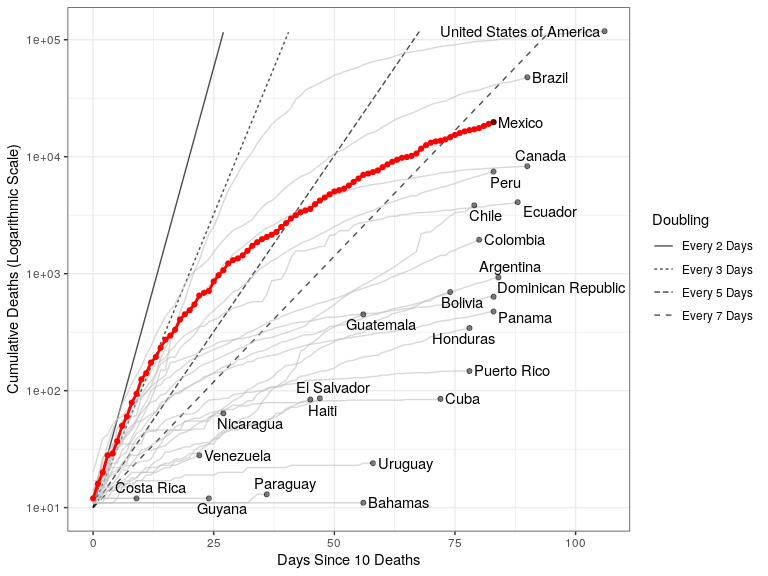 United States of America
Brazil
Mexico
Canada
Peru
Chile
Ecuador
Colombia
Argentina
Dominican Republic
Bolivia
Guatemala
Panama
Honduras
Puerto Rico
El Salvador
Haiti
Cuba
Nicaragua
Venezuela
Uruguay
Costa Rica
Paraguay
Guyana
Bahamas
1e+05
1e+04
1e+03
1e+02
1e+01
Cumulative Deaths (Logarithmic Scale)
0
25
50
75
100
Days Since 10 Deaths
Doubling
Every 2 Days
Every 3 Days
Every 5 Days
Every 7 Days